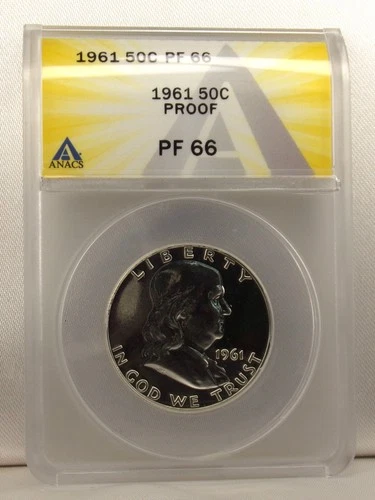 1961 50C PF 66
1961 50C
PROOF
PF 66
ANACS
LIBERTY
1961
IN GOD WE TRUST